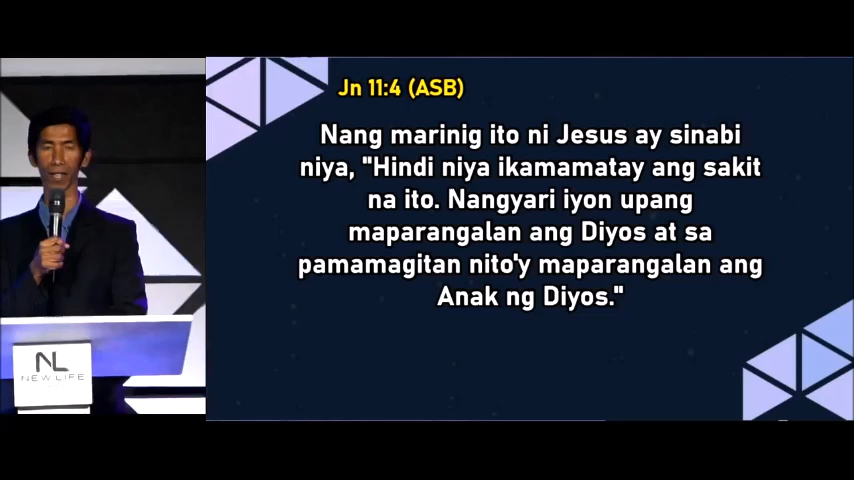 Jn 11:4 (ASB)
Nang marinig ito ni Jesus ay sinabi
niya, "Hindi niya ikamamatay ang sakit
na ito. Nangyari iyon upang
maparangalan ang Diyos at sa
pamamagitan nito'y maparangalan ang
Anak ng Diyos."
NL
NEW LIFE